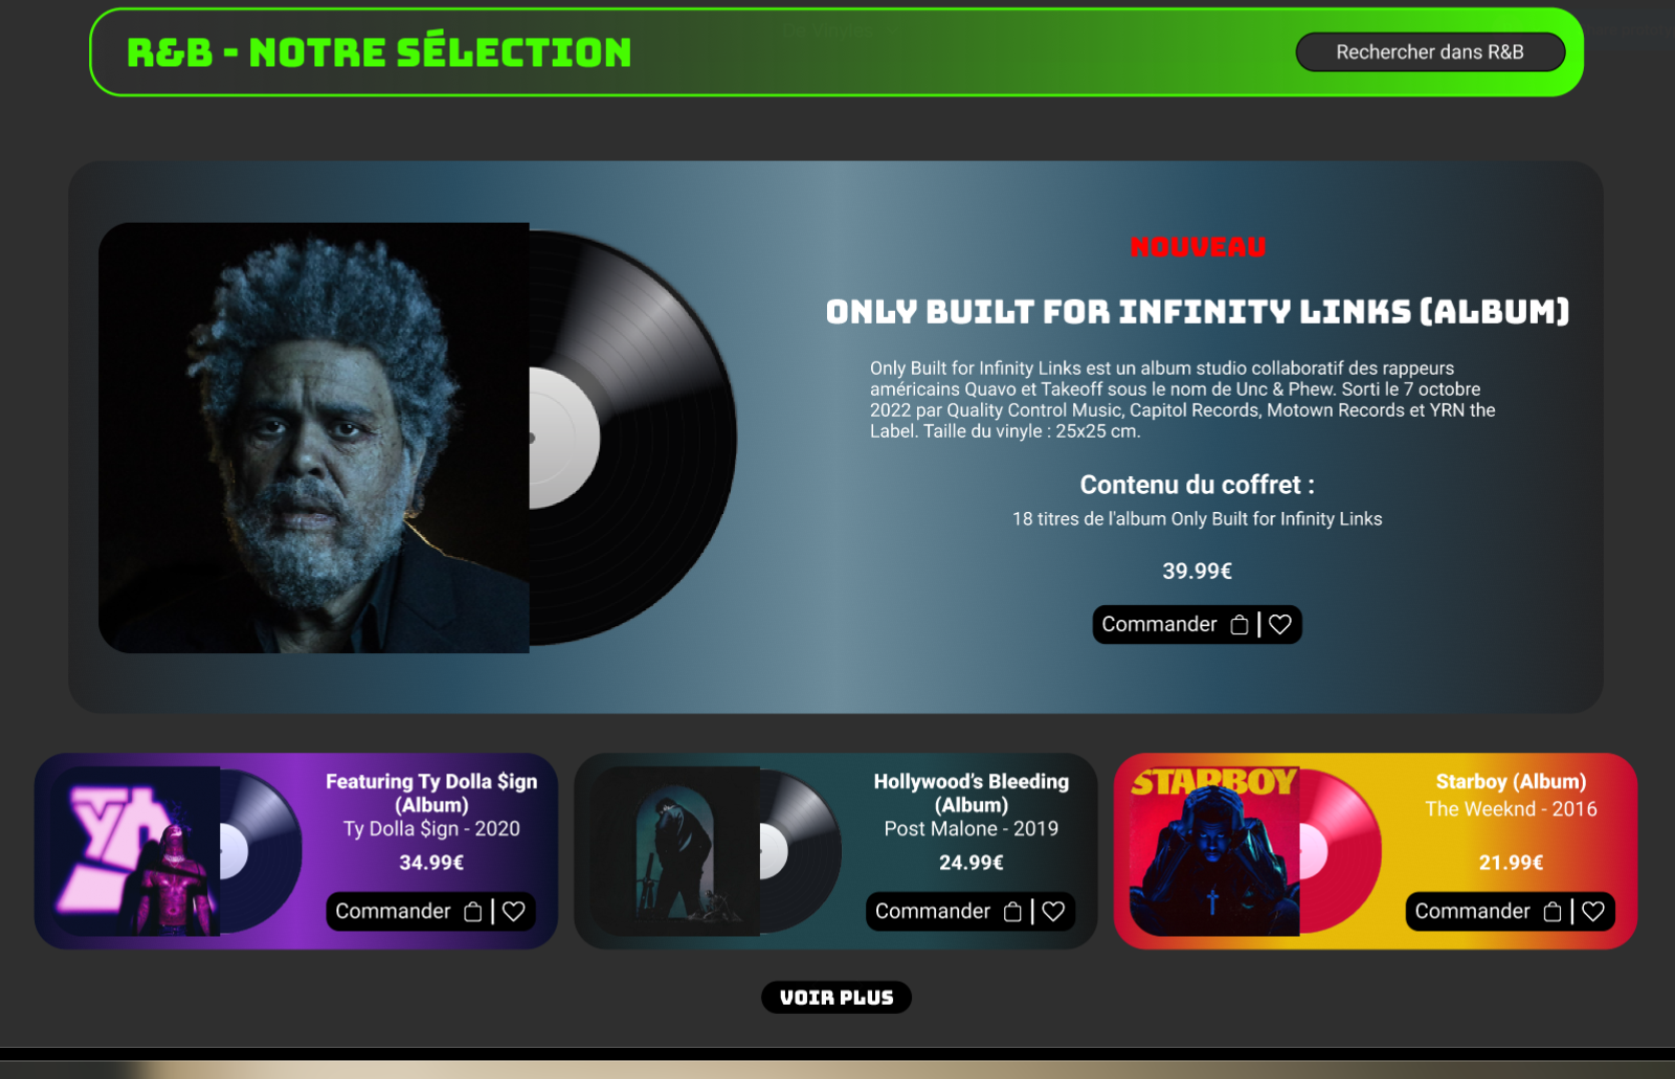 R&B - NOTRE SÉLECTION
Rechercher dans R&B
NOUVEAU
ONLY BUILT FOR INFINITY LINKS (ALBUM)
Only Built for Infinity Links est un album studio collaboratif des rappeurs
américains Quavo et Takeoff sous le nom de Unc & Phew. Sorti le 7 octobre
2022 par Quality Control Music, Capitol Records, Motown Records et YRN the
Label. Taille du vinyle : 25x25 cm.
Contenu du coffret :
18 titres de l'album Only Built for Infinity Links
39.99€
Commander
Featuring Ty Dolla $ign
(Album)
Ty Dolla $ign - 2020
34.99€
Commander
Hollywood's Bleeding
(Album)
Post Malone - 2019
24.99€
Commander
STARBOY
Starboy (Album)
The Weeknd - 2016
21.99€
Commander
VOIR PLUS